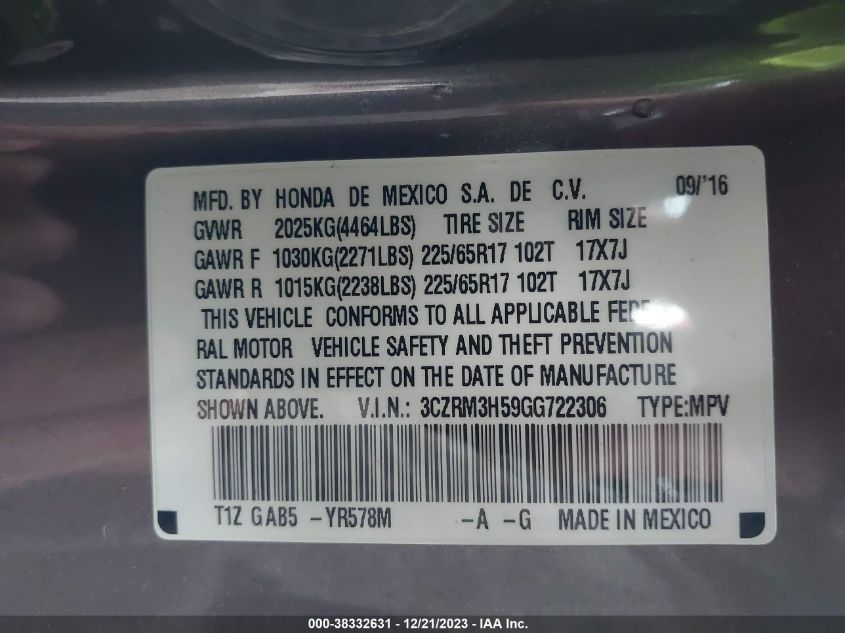 MFD. BY HONDA DE MEXICO S.A. DE C.V. 09/'16
GVWR 2025KG(4464LBS) TIRE SIZE RIM SIZE
GAWR F 1030KG(2271LBS) 225/65R17 102T 17X7J
GAWR R 1015KG(2238LBS) 225/65R17 102T 17X7J
THIS VEHICLE CONFORMS TO ALL APPLICABLE FEDE
RAL MOTOR VEHICLE SAFETY AND THEFT PREVENTION
STANDARDS IN EFFECT ON THE DATE OF MANUFACTURE
SHOWN ABOVE. V.I.N.: 3CZRM3H59GG722306 TYPE:MPV
T1Z GAB5 -YR578M -A -G MADE IN MEXICO
000-38332631 - 12/21/2023 - IAA Inc.